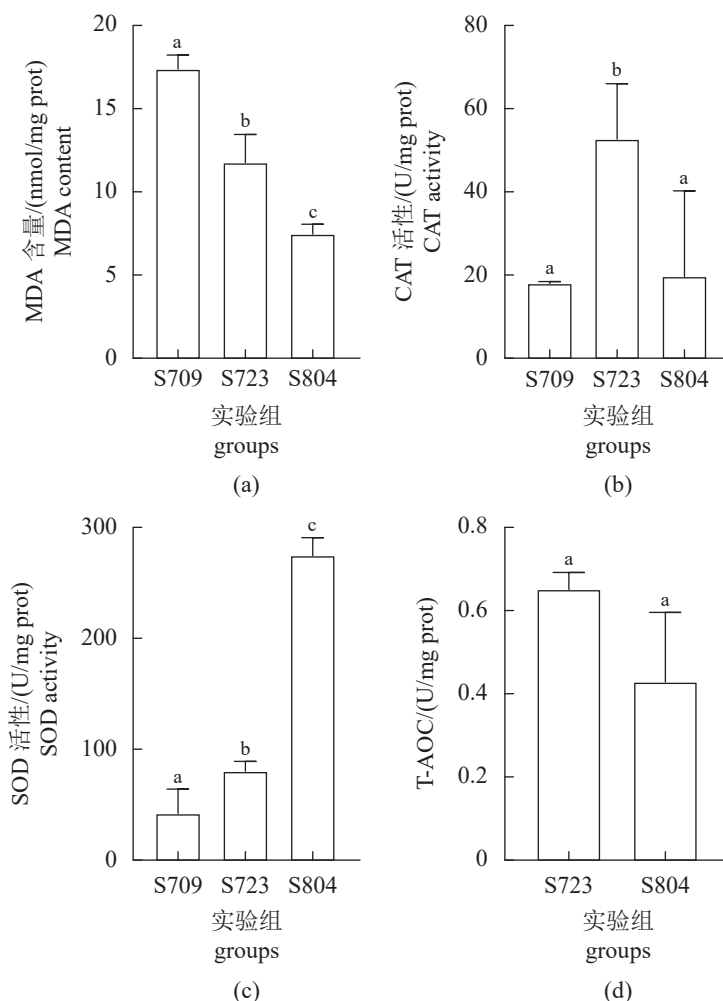 MDA 含量/(nmol/mg prot)
MDA content
20
15
10
5
0
a
b
c
S709 S723 S804
实验组
groups
(a)
CAT 活性/(U/mg prot)
CAT activity
80
60
40
20
0
a
b
a
S709 S723 S804
实验组
groups
(b)
SOD 活性/(U/mg prot)
SOD activity
300
200
100
0
a
b
c
S709 S723 S804
实验组
groups
(c)
T-AOC/(U/mg prot)
0.8
0.6
0.4
0.2
0
a
a
S723 S804
实验组
groups
(d)